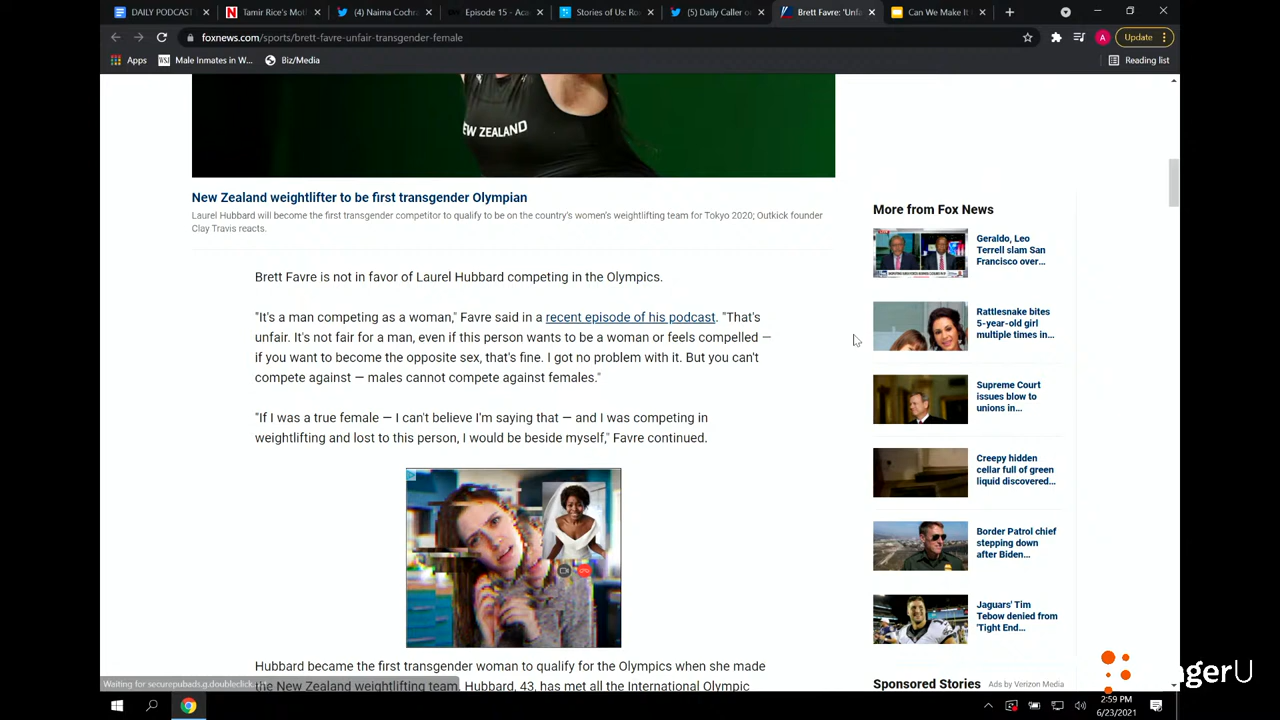 DAILY PODCAST
Tamir Rice's Mot
(4) Naima Cochra
Episode 15 - Aca
Stories of Us: Ro
(5) Daily Caller o
Brett Favre: 'Unfa
Can We Make It
foxnews.com/sports/brett-favre-unfair-transgender-female
A
Update
Apps
WSJ
Male Inmates in W...
Biz/Media
Reading list
NEW ZEALAND
New Zealand weightlifter to be first transgender Olympian
Laurel Hubbard will become the first transgender competitor to qualify to be on the country's women's weightlifting team for Tokyo 2020; Outkick founder
Clay Travis reacts.
Brett Favre is not in favor of Laurel Hubbard competing in the Olympics.
"It's a man competing as a woman," Favre said in a recent episode of his podcast. "That's
unfair. It's not fair for a man, even if this person wants to be a woman or feels compelled —
if you want to become the opposite sex, that's fine. I got no problem with it. But you can't
compete against — males cannot compete against females."
"If I was a true female — I can't believe I'm saying that — and I was competing in
weightlifting and lost to this person, I would be beside myself," Favre continued.
Hubbard became the first transgender woman to qualify for the Olympics when she made
the New Zealand weightlifting team. Hubbard, 43, has met all the International Olympic
More from Fox News
Geraldo, Leo
Terrell slam San
Francisco over...
Rattlesnake bites
5-year-old girl
multiple times in...
Supreme Court
issues blow to
unions in...
Creepy hidden
cellar full of green
liquid discovered...
Border Patrol chief
stepping down
after Biden...
Jaguars' Tim
Tebow denied from
'Tight End...
Sponsored Stories
Ads by Verizon Media
Waiting for securepubads.g.doubleclick
ngerU
2:59 PM
6/23/2021